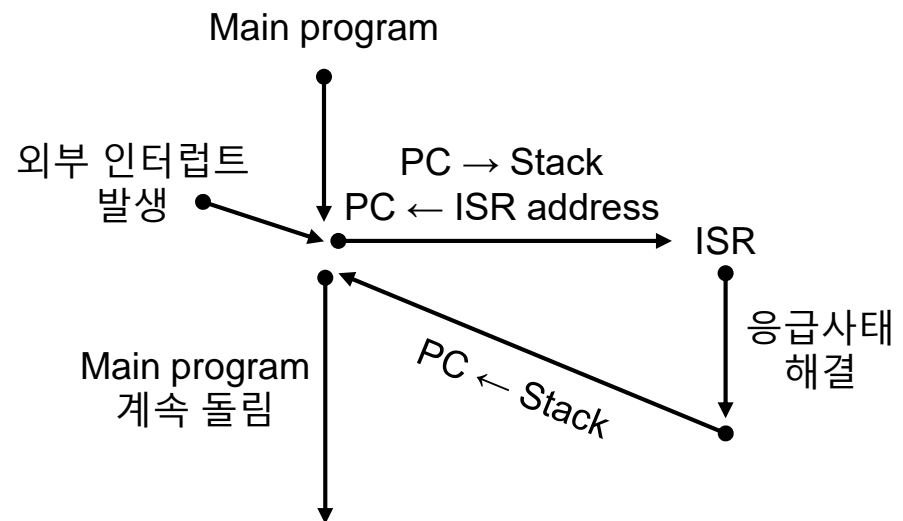 Main program
외부 인터럽트
발생
PC → Stack
PC ← ISR address
ISR
응급사태
해결
PC ← Stack
Main program
계속 돌림